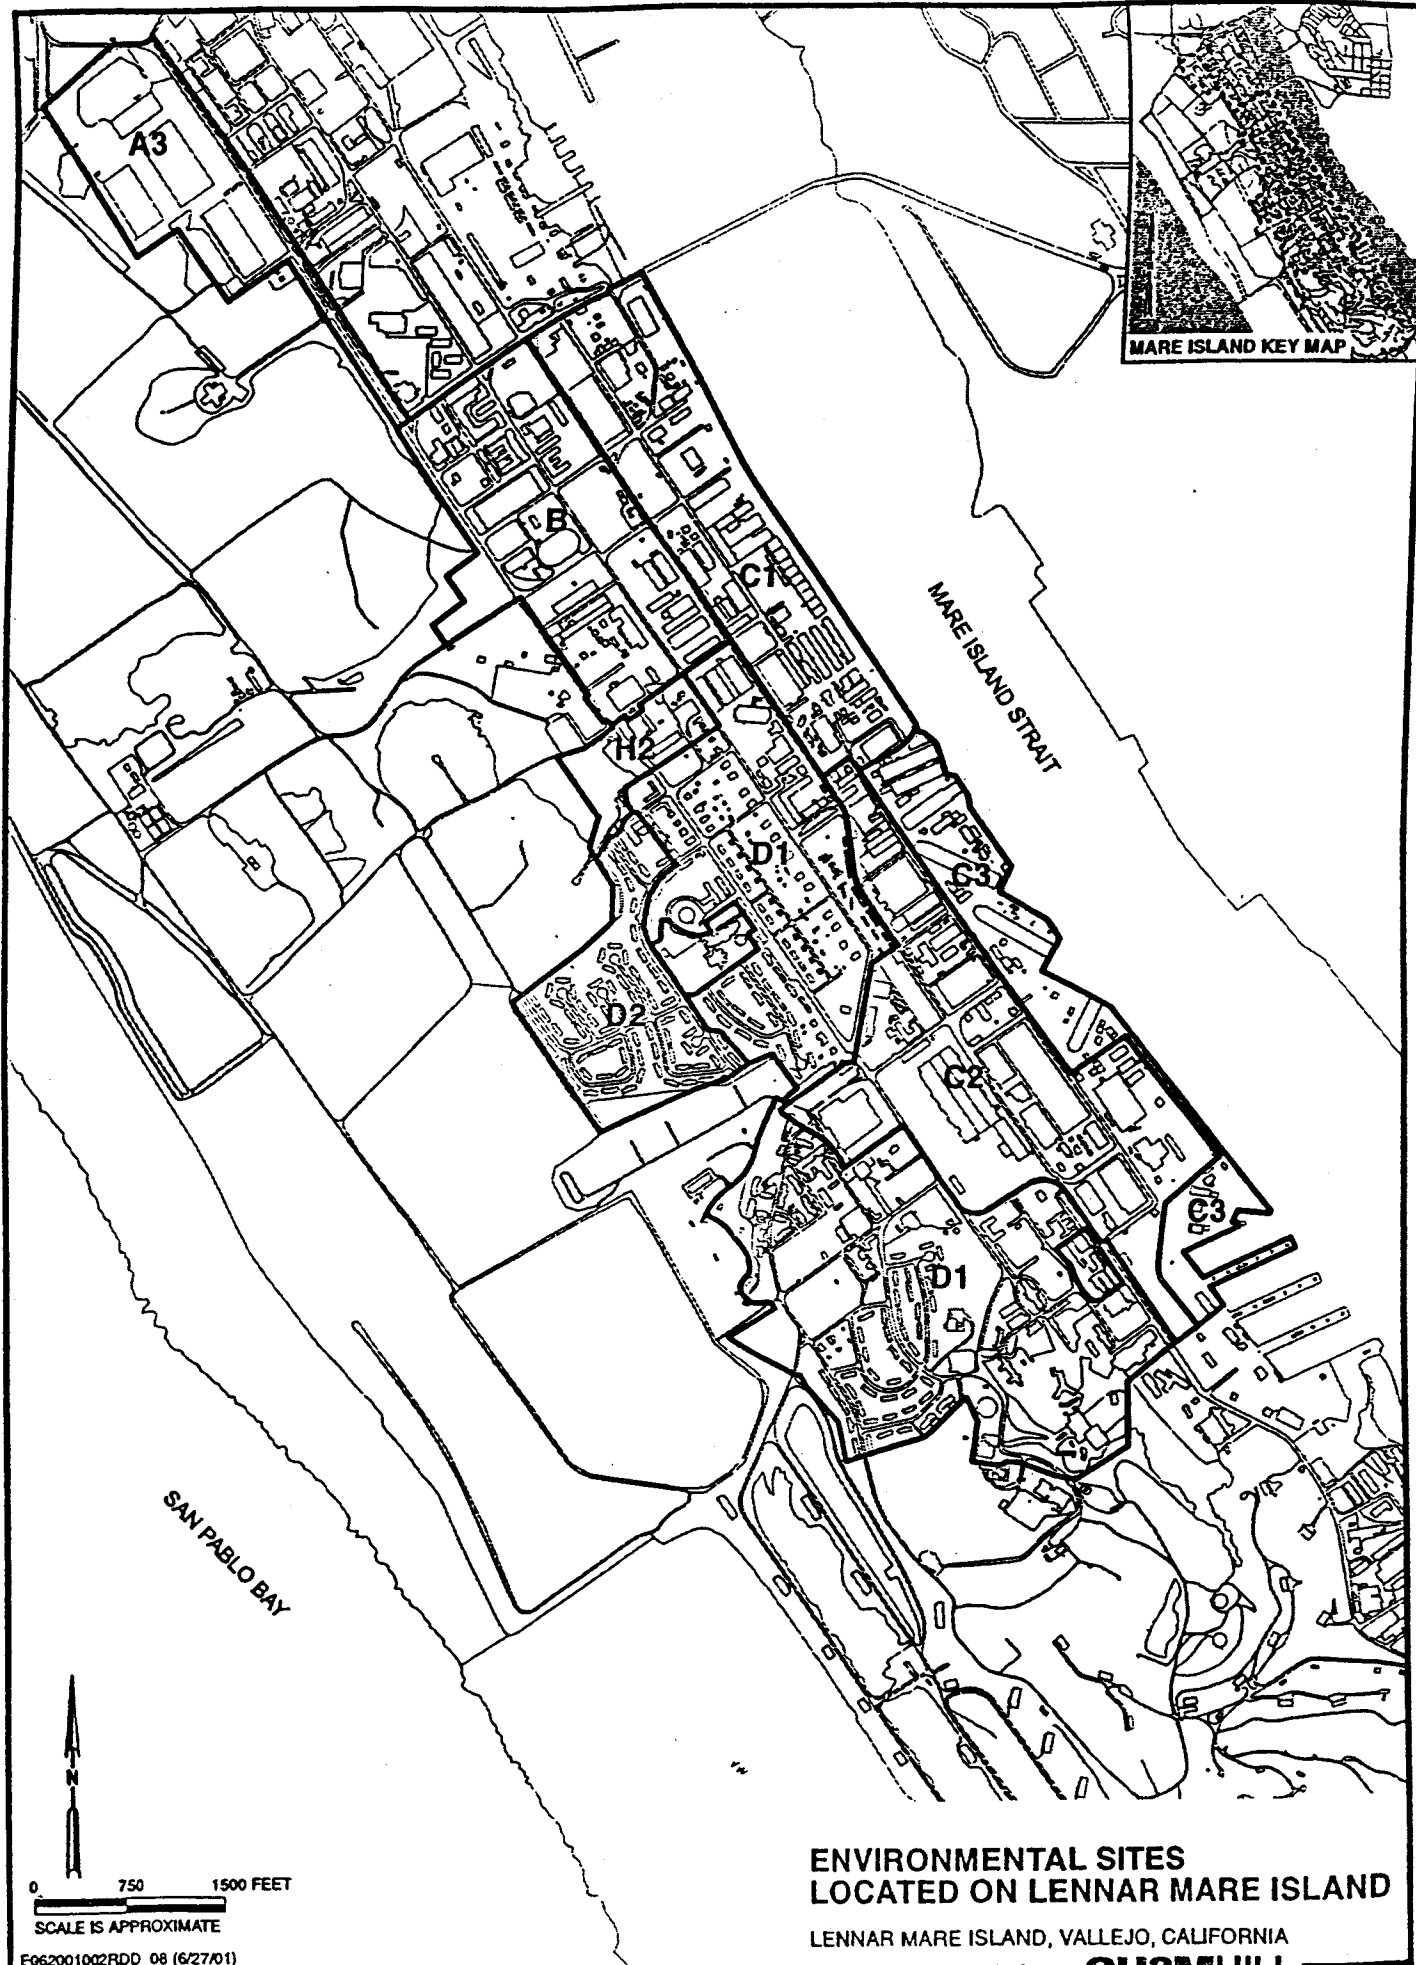 A3
MARE ISLAND KEY MAP
B
C1
MARE ISLAND STRAIT
H2
D1
C3
D2
C2
C3
D1
SAN PABLO BAY
N
0 750 1500 FEET
SCALE IS APPROXIMATE
E062001002RDD_08 (6/27/01)
ENVIRONMENTAL SITES
LOCATED ON LENNAR MARE ISLAND
LENNAR MARE ISLAND, VALLEJO, CALIFORNIA
CH2MHILL